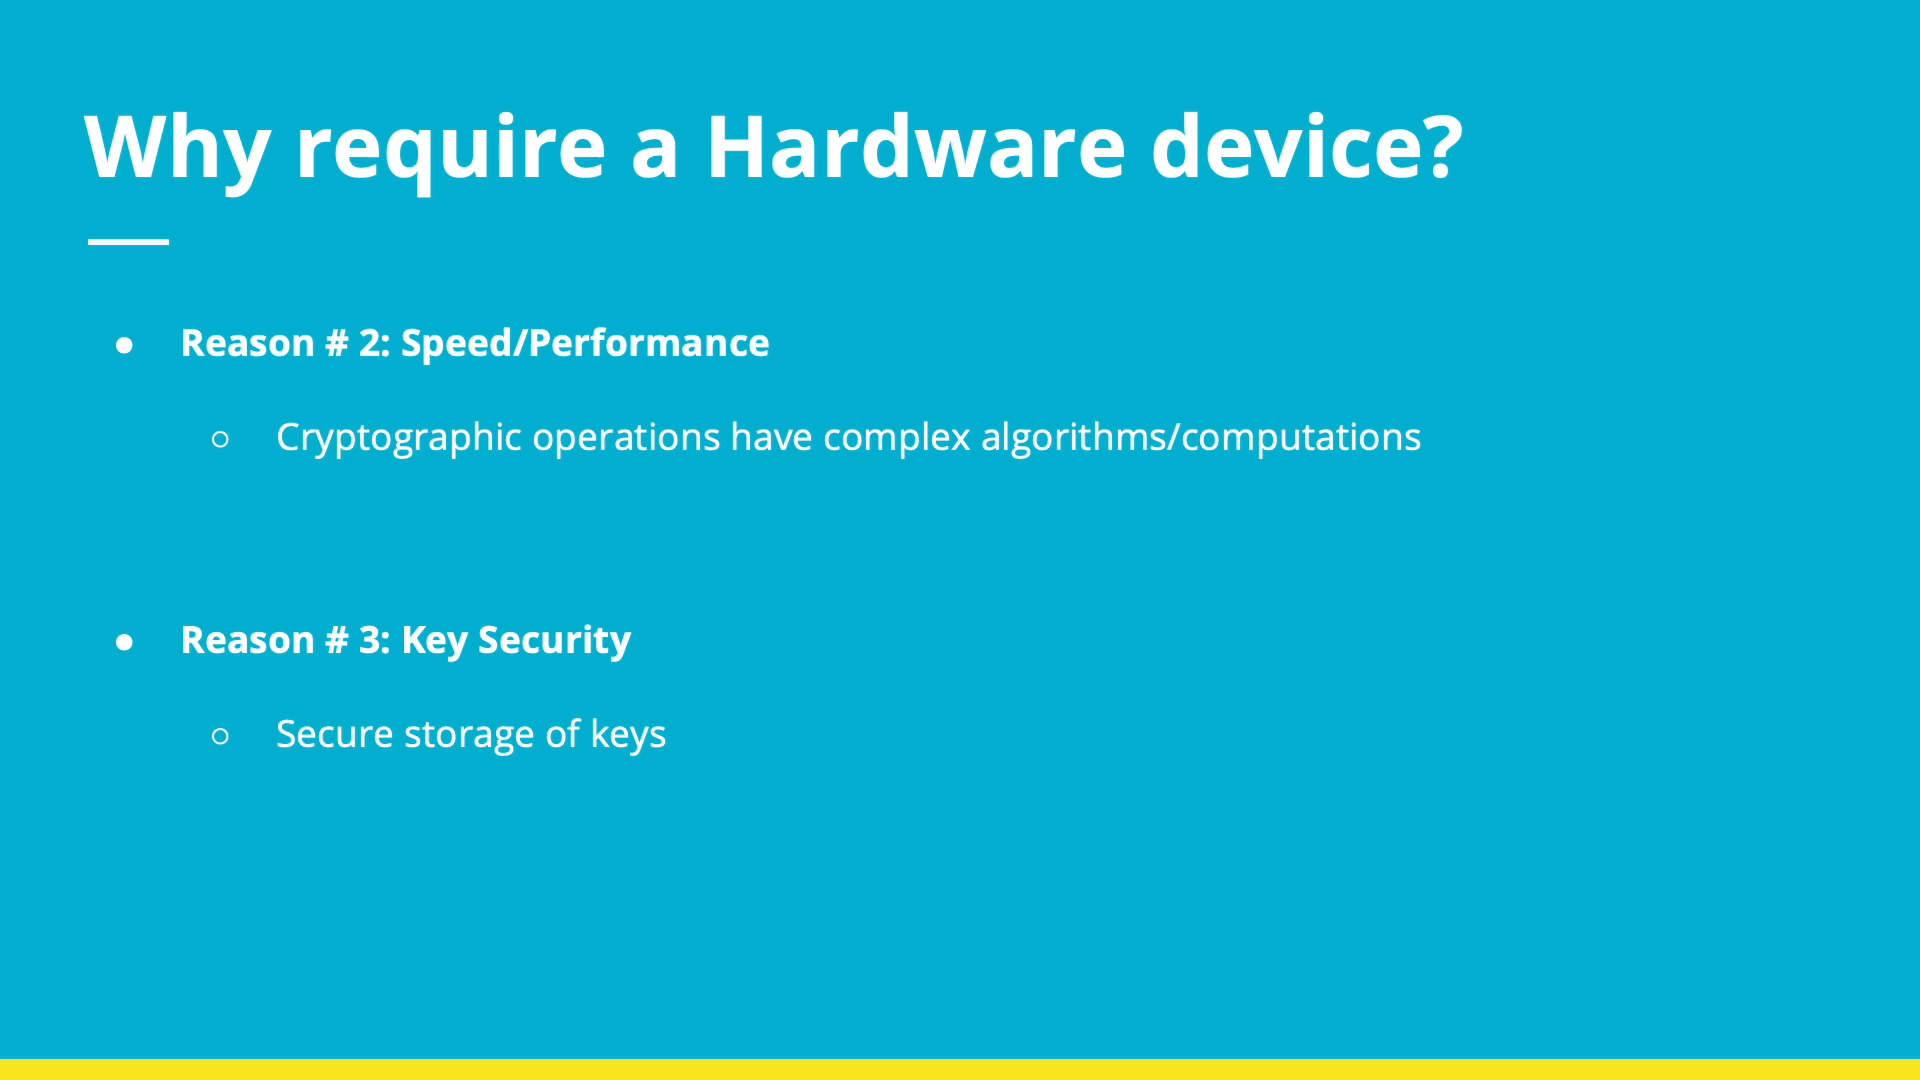 Why require a Hardware device?
● Reason # 2: Speed/Performance
○ Cryptographic operations have complex algorithms/computations
● Reason # 3: Key Security
○ Secure storage of keys